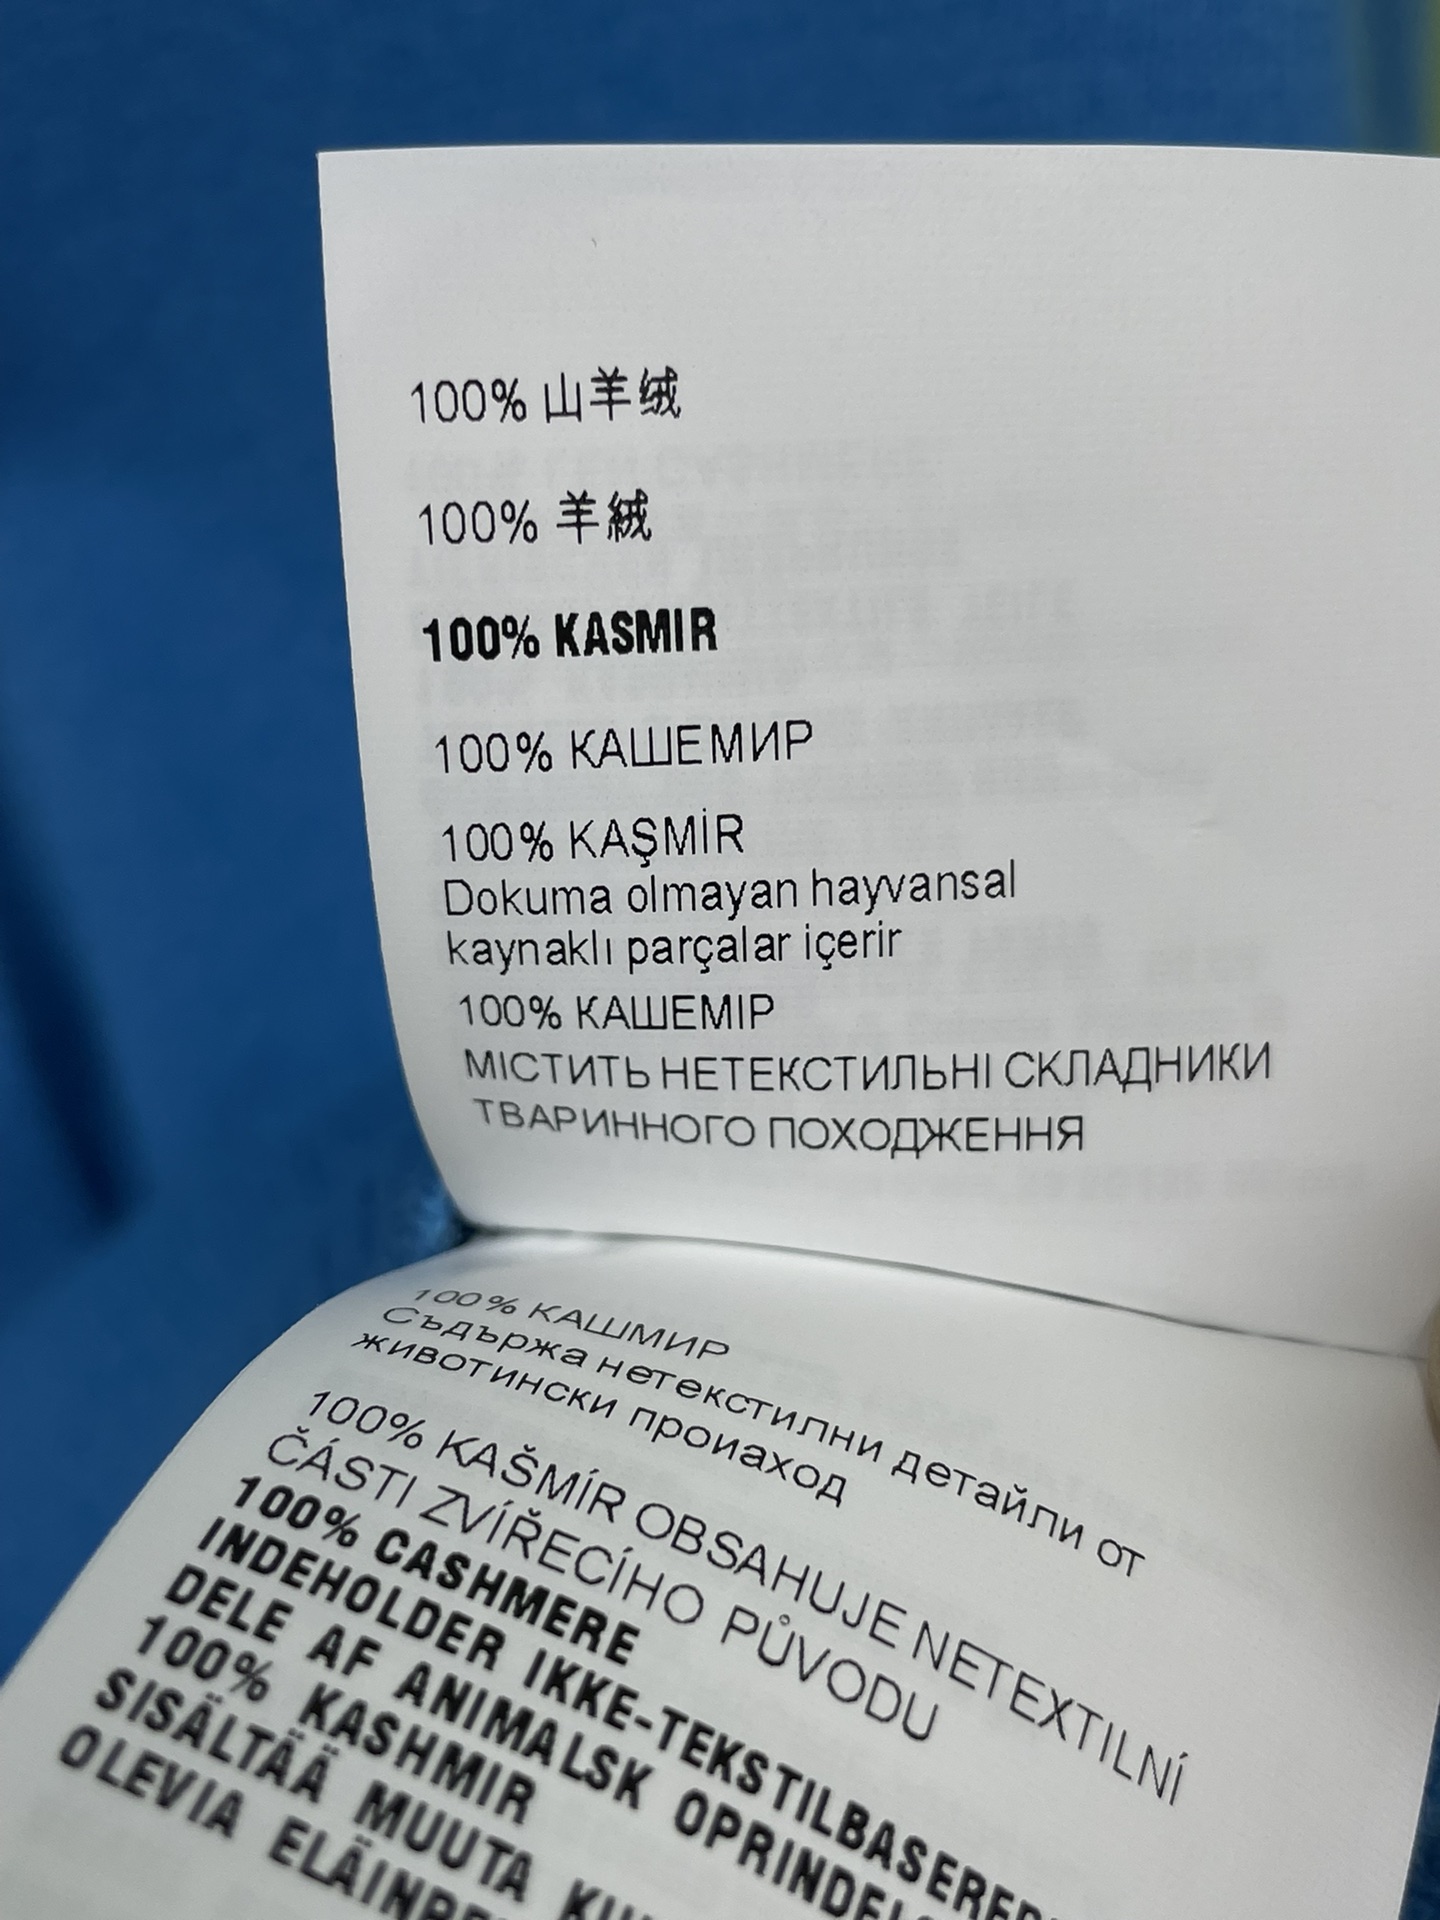 100% 山羊绒
100% 羊絨
100% KASMIR
100% КАШЕМИР
100% KAŞMİR
Dokuma olmayan hayvansal
kaynaklı parçalar içerir
100% КАШЕМІР
МІСТИТЬ НЕТЕКСТИЛЬНІ СКЛАДНИКИ
ТВАРИННОГО ПОХОДЖЕННЯ
100% КАШМИР
Съдържа нетекстилни детайли от
животински проиаход
100% KAŠMÍR OBSAHUJE NETEXTILNÍ
ČÁSTI ZVÍŘECÍHO PŮVODU
100% CASHMERE
INDEHOLDER IKKE-TEKSTILBASERED
DELE AF ANIMALSK OPRINDEL
100% KASHMIR
SISÄLTÄÄ MUUTA
OLEVIA